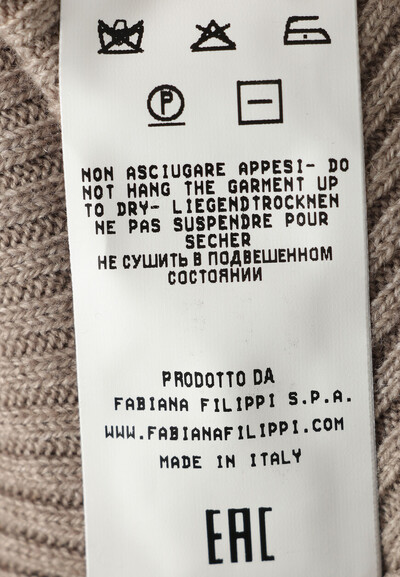 P
NON ASCIUGARE APPESI- DO
NOT HANG THE GARMENT UP
TO DRY- LIEGENDTROCKNEN
NE PAS SUSPENDRE POUR
SECHER
НЕ СУШИТЬ В ПОДВЕШЕННОМ
СОСТОЯНИИ
PRODOTTO DA
FABIANA FILIPPI S.P.A.
WWW.FABIANAFILIPPI.COM
MADE IN ITALY
EAC